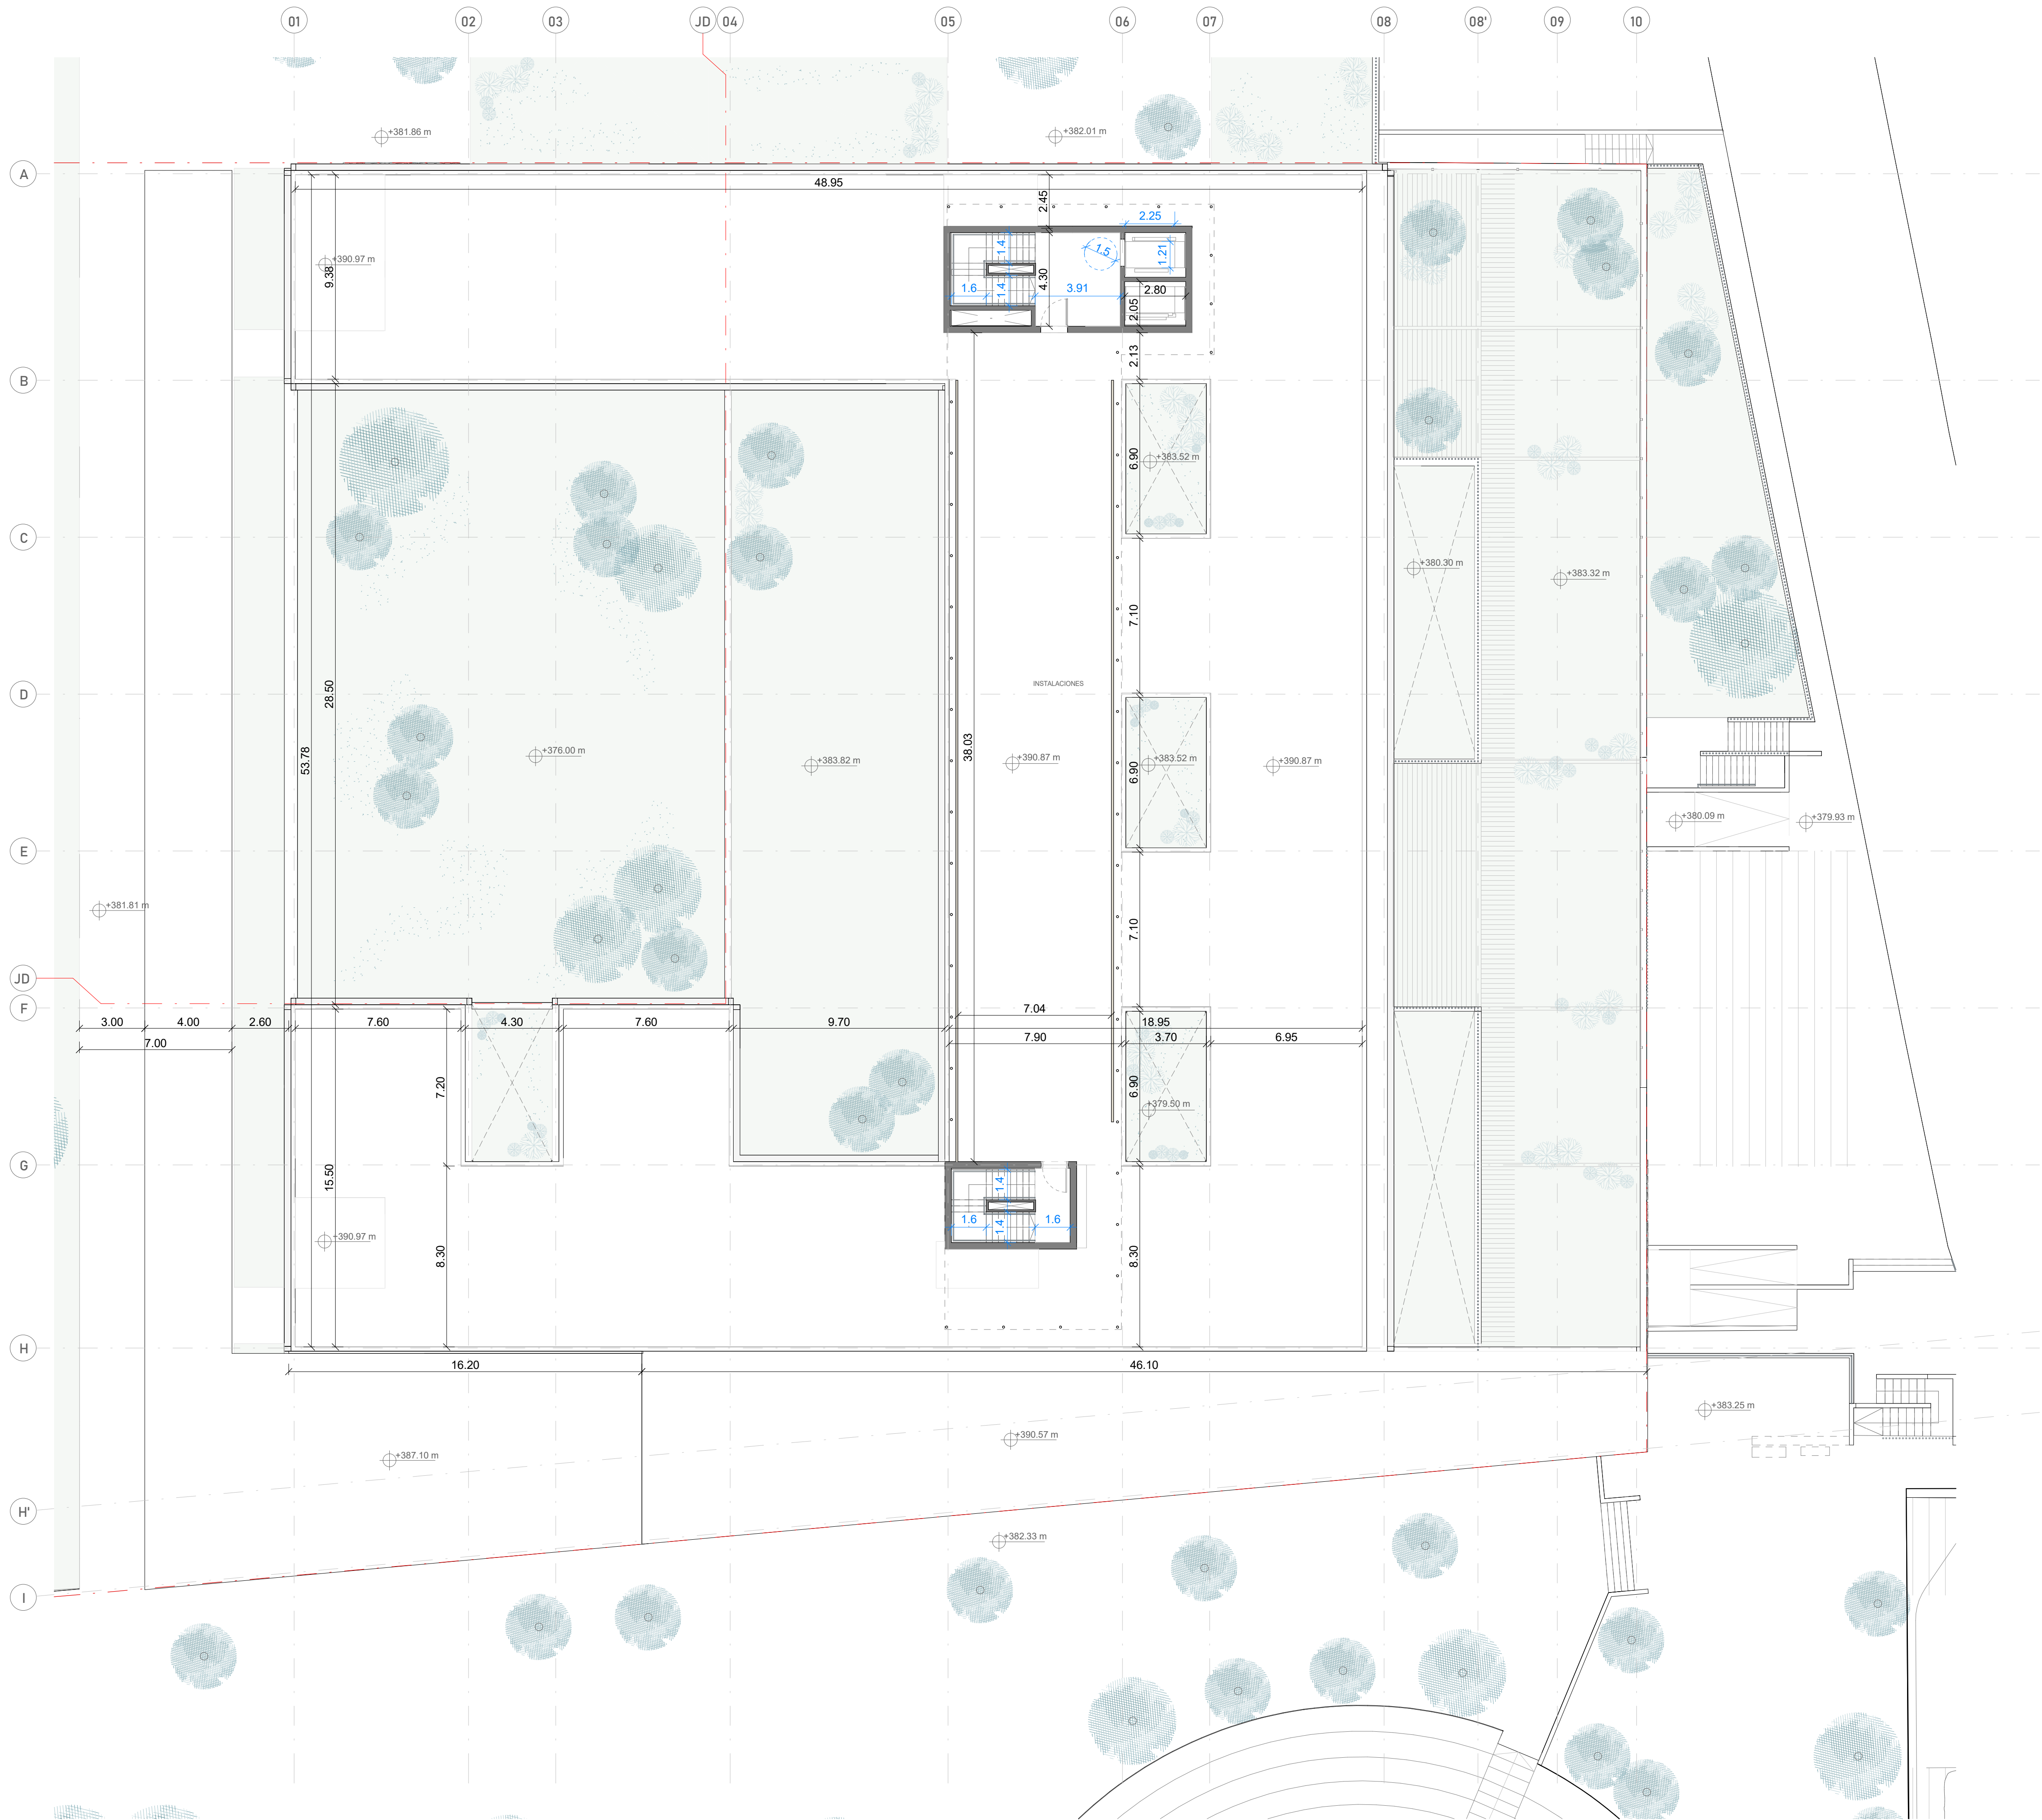 01 02 03 JD 04 05 06 07 08 08' 09 10
+381.86 m
+382.01 m
A
48.95
2.45
2.25
+390.97 m
9.38
1.4
1.5
1.21
4.30
1.6
1.4
3.91
2.80
2.05
2.13
B
6.90
+383.52 m
C
+380.30 m
+383.32 m
7.10
INSTALACIONES
D
28.50
53.78
38.03
+376.00 m
+383.82 m
+390.87 m
+383.52 m
6.90
+390.87 m
+380.09 m
+379.93 m
E
+381.81 m
7.10
JD
F
3.00 4.00 2.60 7.60 4.30 7.60 9.70
7.04
18.95
7.00
7.90 3.70 6.95
7.20
6.90
+379.50 m
G
15.50
1.4
1.6
1.4
1.6
+390.97 m
8.30
8.30
H
16.20
46.10
+383.25 m
+390.57 m
+387.10 m
H'
+382.33 m
I